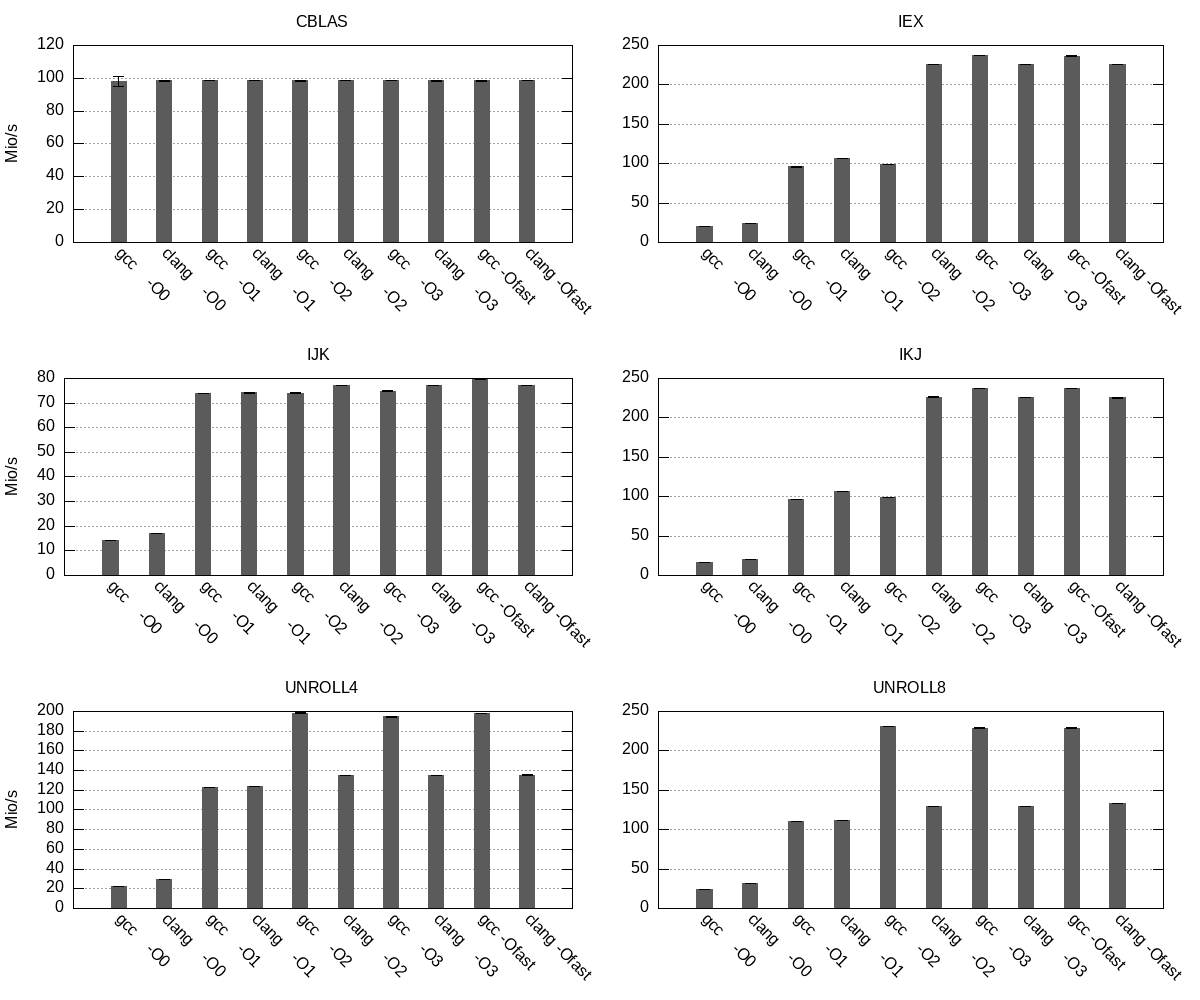 CBLAS
120
100
80
60
40
20
0
Mio/s
gcc -O0
clang -O0
gcc -O1
clang -O1
gcc -O2
clang -O2
gcc -O3
clang -O3
gcc -Ofast
clang -Ofast
IEX
250
200
150
100
50
0
gcc -O0
clang -O0
gcc -O1
clang -O1
gcc -O2
clang -O2
gcc -O3
clang -O3
gcc -Ofast
clang -Ofast
IJK
80
70
60
50
40
30
20
10
0
Mio/s
gcc -O0
clang -O0
gcc -O1
clang -O1
gcc -O2
clang -O2
gcc -O3
clang -O3
gcc -Ofast
clang -Ofast
IKJ
250
200
150
100
50
0
gcc -O0
clang -O0
gcc -O1
clang -O1
gcc -O2
clang -O2
gcc -O3
clang -O3
gcc -Ofast
clang -Ofast
UNROLL4
200
180
160
140
120
100
80
60
40
20
0
Mio/s
gcc -O0
clang -O0
gcc -O1
clang -O1
gcc -O2
clang -O2
gcc -O3
clang -O3
gcc -Ofast
clang -Ofast
UNROLL8
250
200
150
100
50
0
gcc -O0
clang -O0
gcc -O1
clang -O1
gcc -O2
clang -O2
gcc -O3
clang -O3
gcc -Ofast
clang -Ofast